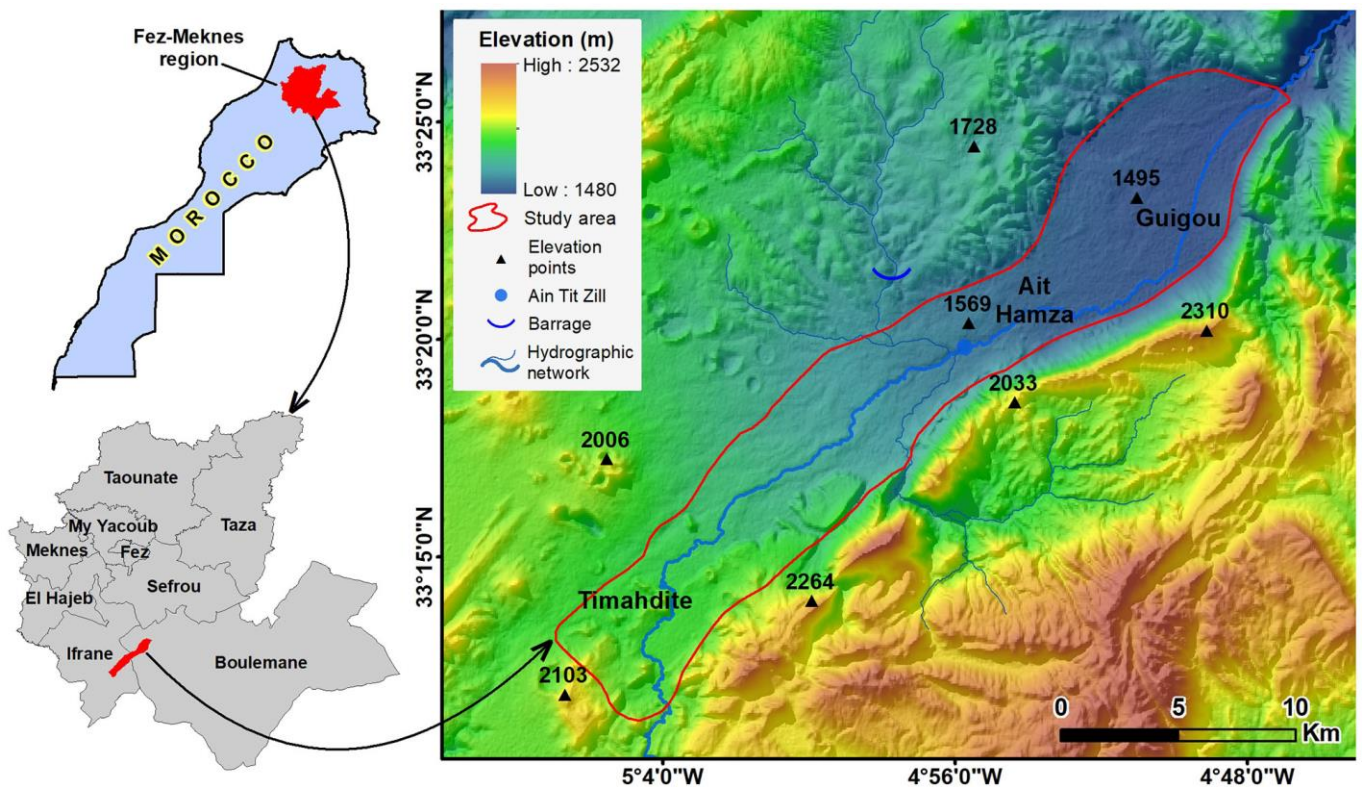 Fez-Meknes
region
MOROCCO
Taounate
My Yacoub
Taza
Meknes
Fez
El Hajeb
Sefrou
Ifrane
Boulemane
Elevation (m)
High : 2532
Low : 1480
Study area
Elevation
points
Ain Tit Zill
Barrage
Hydrographic
network
33°25'0"N
33°20'0"N
33°15'0"N
1728
1495
Guigou
Ait
Hamza
1569
2310
2033
2006
2264
Timahdite
2103
0 5 10
Km
5°4'0"W
4°56'0"W
4°48'0"W